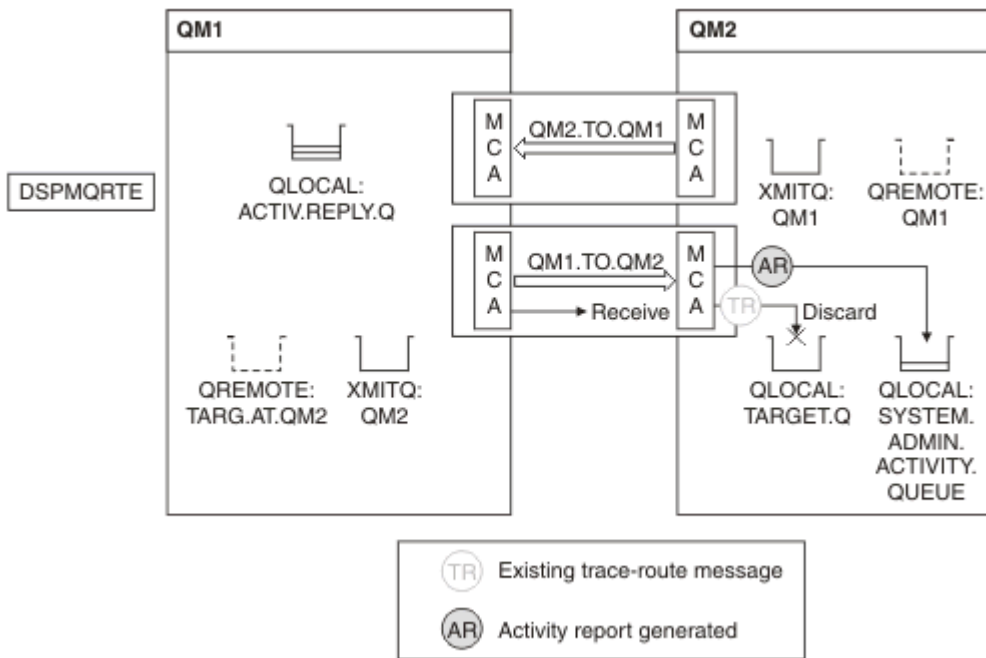 QM1
QM2
DSPMQRTE
QLOCAL:
ACTIV.REPLY.Q
M
C
A
QM2.TO.QM1
M
C
A
XMITQ:
QM1
QREMOTE:
QM1
M
C
A
QM1.TO.QM2
Receive
M
C
A
AR
TR
Discard
QREMOTE:
TARG.AT.QM2
XMITQ:
QM2
QLOCAL:
TARGET.Q
QLOCAL:
SYSTEM.
ADMIN.
ACTIVITY.
QUEUE
TR Existing trace-route message
AR Activity report generated